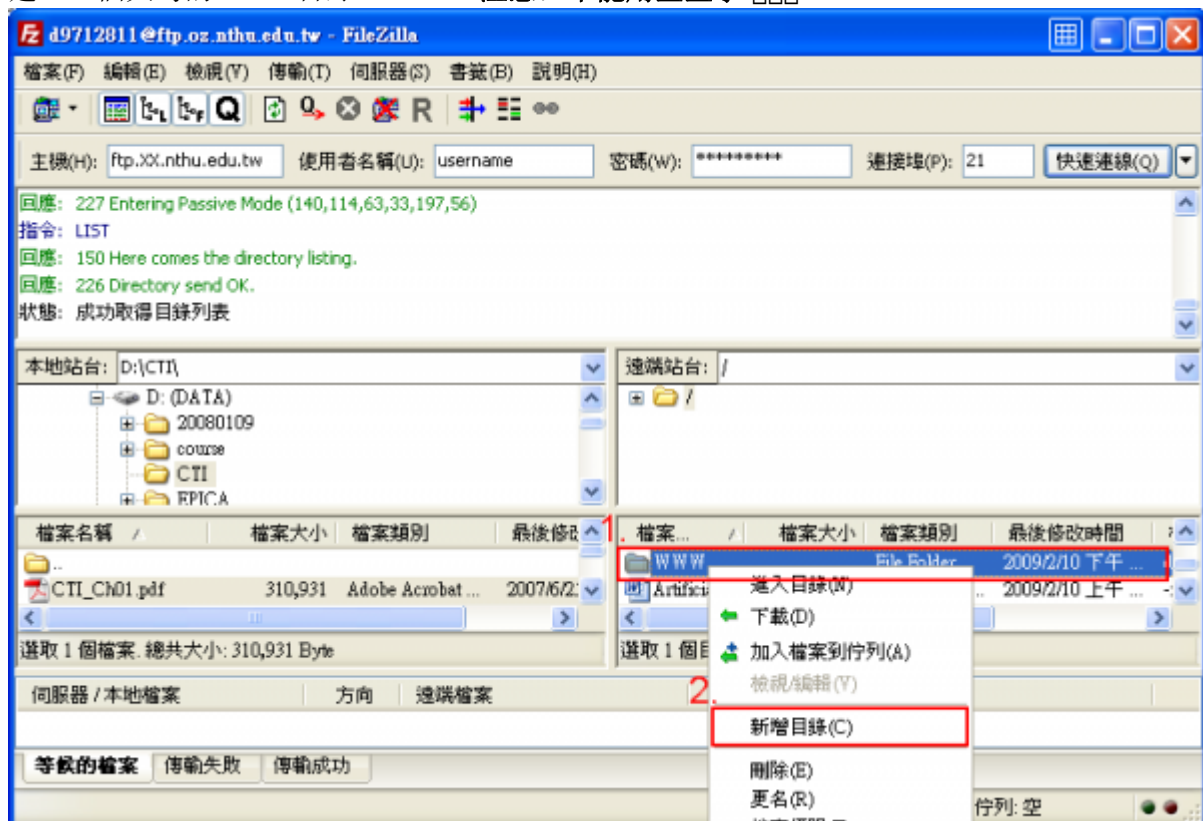 d9712811@ftp.oz.nthu.edu.tw - FileZilla
檔案(F) 編輯(E) 檢視(V) 傳輸(T) 伺服器(S) 書籤(B) 說明(H)
主機(H): ftp.XX.nthu.edu.tw 使用者名稱(U): username 密碼(W): ********* 連接埠(P): 21 快速連線(Q)
回應: 227 Entering Passive Mode (140,114,63,33,197,56)
指令: LIST
回應: 150 Here comes the directory listing.
回應: 226 Directory send OK.
狀態: 成功取得目錄列表
本地站台: D:\CTI\ 遠端站台: /
D: (DATA) /
20080109
course
CTI
EPICA
檔案名稱 檔案大小 檔案類別 最後修改 1. 檔案... 檔案大小 檔案類別 最後修改時間
.. WWW File Folder 2009/2/10 下午 ...
CTI_Ch01.pdf 310,931 Adobe Acrobat ... 2007/6/2 Artificia 2009/2/10 上午 ...
進入目錄(N)
下載(D)
選取 1 個檔案. 總共大小: 310,931 Byte 選取 1 個目
加入檔案到佇列(A)
伺服器 / 本地檔案 方向 遠端檔案
檢視/編輯(V)
2. 新增目錄(C)
等候的檔案 傳輸失敗 傳輸成功
刪除(E)
更名(R)
佇列: 空